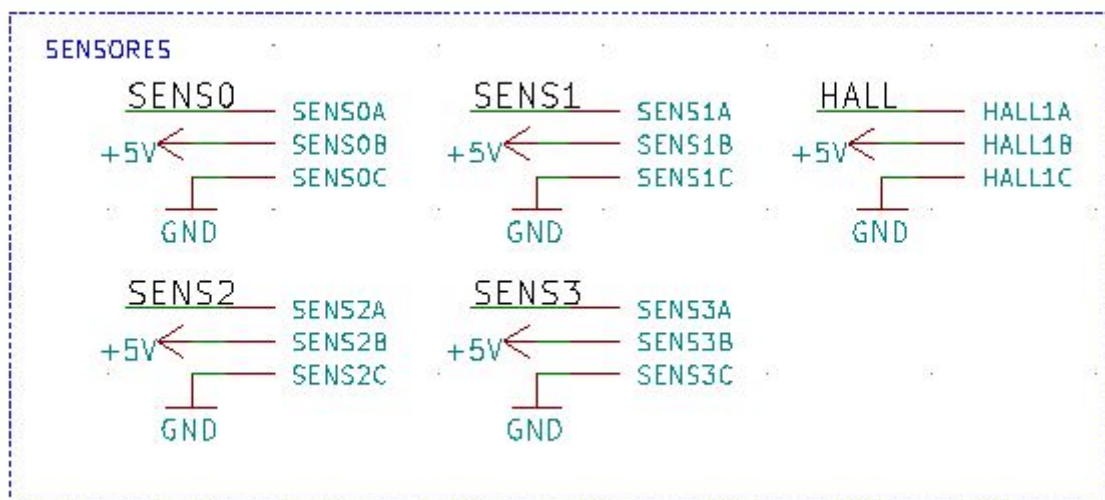 SENSORES
SENS0 SENS1 HALL
SENS0A SENS1A HALL1A
+5V SENS0B +5V SENS1B +5V HALL1B
SENS0C SENS1C HALL1C
GND GND GND
SENS2 SENS3
SENS2A SENS3A
+5V SENS2B +5V SENS3B
SENS2C SENS3C
GND GND